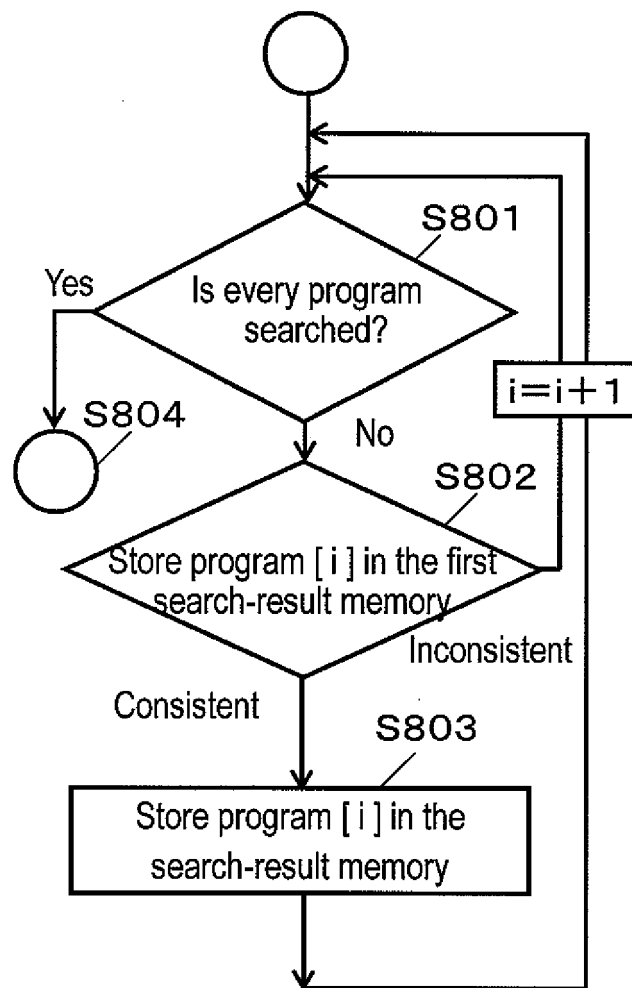 S801
Yes
Is every program
searched?
i=i+1
S804
No
S802
Store program [ i ] in the first
search-result memory
Inconsistent
Consistent
S803
Store program [ i ] in the
search-result memory